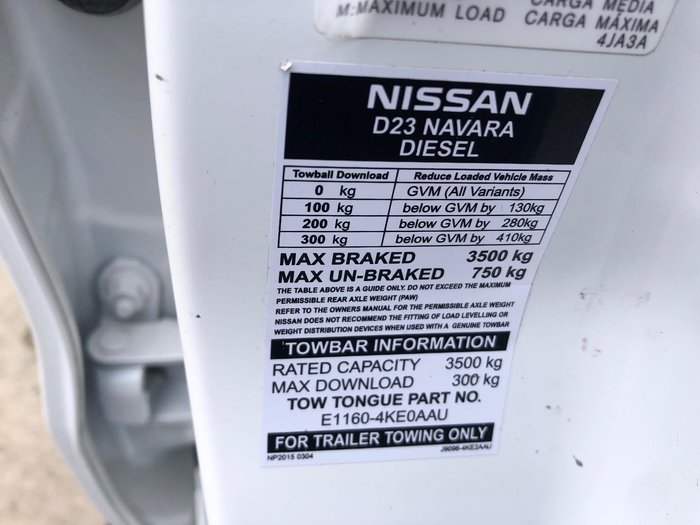 CARGA MEDIA
M:MAXIMUM LOAD CARGA MÁXIMA
4JA3A
NISSAN
D23 NAVARA
DIESEL
Towball Download Reduce Loaded Vehicle Mass
0 kg GVM (All Variants)
100 kg below GVM by 130kg
200 kg below GVM by 280kg
300 kg below GVM by 410kg
MAX BRAKED 3500 kg
MAX UN-BRAKED 750 kg
THE TABLE ABOVE IS A GUIDE ONLY. DO NOT EXCEED THE MAXIMUM
PERMISSIBLE REAR AXLE WEIGHT (PAW)
REFER TO THE OWNERS MANUAL FOR THE PERMISSIBLE AXLE WEIGHT
NISSAN DOES NOT RECOMMEND THE FITTING OF LOAD LEVELLING OR
WEIGHT DISTRIBUTION DEVICES WHEN USED WITH A GENUINE TOWBAR
TOWBAR INFORMATION
RATED CAPACITY 3500 kg
MAX DOWNLOAD 300 kg
TOW TONGUE PART NO.
E1160-4KE0AAU
FOR TRAILER TOWING ONLY
NP2015 0304 J9096-4KE2AAU